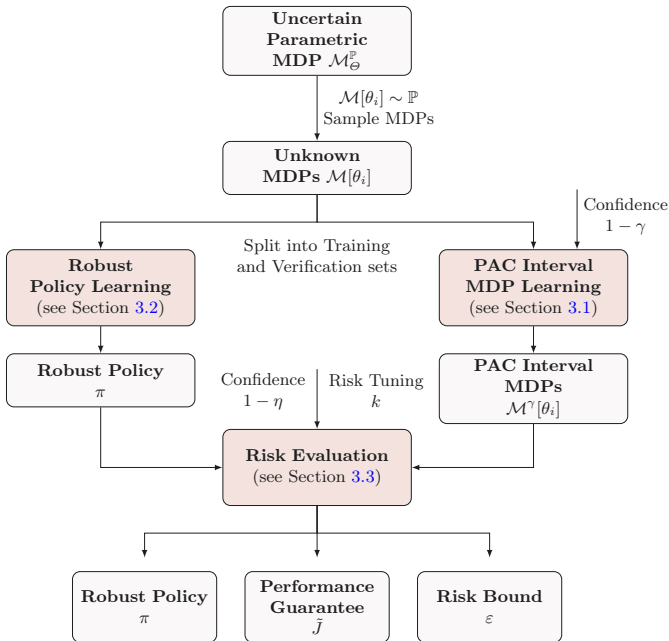 Uncertain
Parametric
MDP $\mathcal{M}_{\Theta}^{\mathbb{P}}$
$\mathcal{M}[\theta_i] \sim \mathbb{P}$
Sample MDPs
Unknown
MDPs $\mathcal{M}[\theta_i]$
Confidence
$1 - \gamma$
Split into Training
and Verification sets
Robust
Policy Learning
(see Section 3.2)
PAC Interval
MDP Learning
(see Section 3.1)
Robust Policy
$\pi$
PAC Interval
MDPs
$\mathcal{M}^{\gamma}[\theta_i]$
Confidence
$1 - \eta$
Risk Tuning
$k$
Risk Evaluation
(see Section 3.3)
Robust Policy
$\pi$
Performance
Guarantee
$\tilde{J}$
Risk Bound
$\varepsilon$